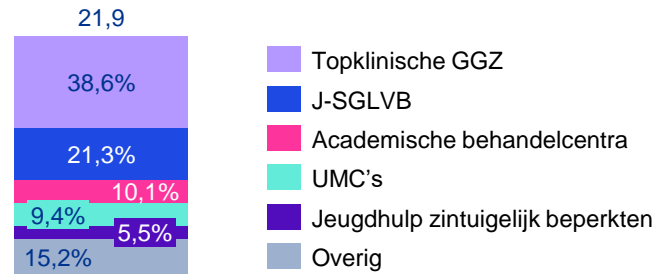 21,9
38,6%
21,3%
10,1%
9,4%
5,5%
15,2%
Topklinische GGZ
J-SGLVB
Academische behandelcentra
UMC's
Jeugdhulp zintuigelijk beperkten
Overig